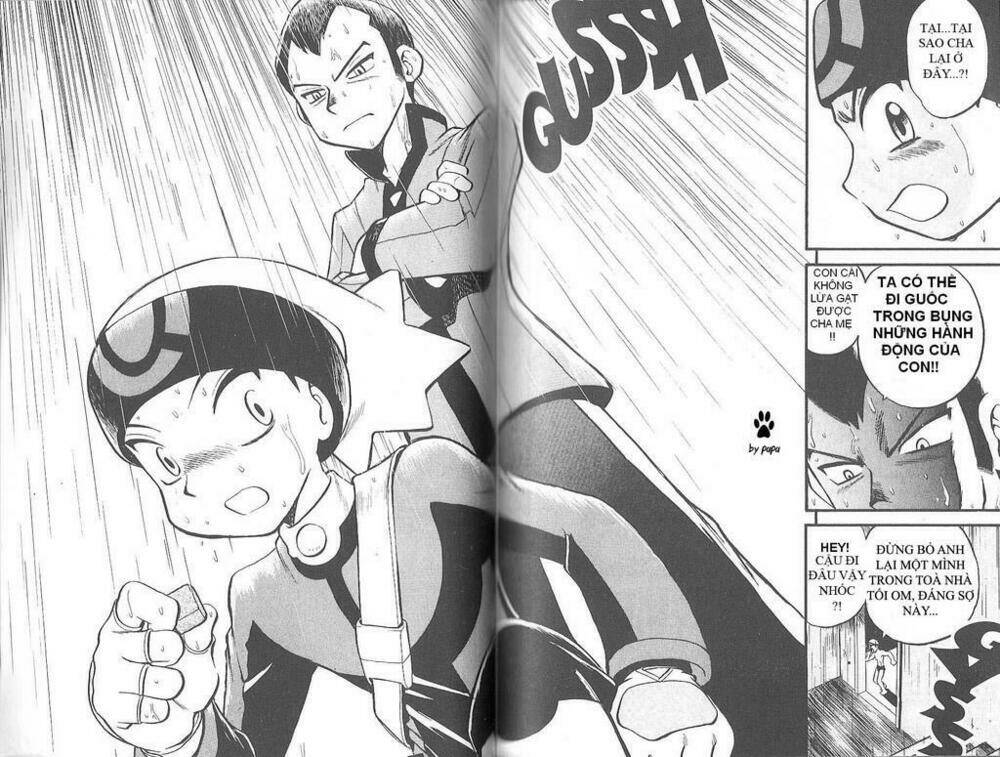 GUSSSH
TẠI...TẠI
SAO CHA
LẠI Ở
ĐÂY...?!
TA CÓ THỂ
ĐI GUỐC
TRONG BỤNG
NHỮNG HÀNH
ĐỘNG CỦA
CON!!
CON CÁI
KHÔNG
LỪA GẠT
ĐƯỢC
CHA MẸ
!!
by papa
ĐỪNG BỎ ANH
LẠI MỘT MÌNH
TRONG TOÀ NHÀ
TỐI OM, ĐÁNG SỢ
NÀY...
HEY!
CẬU ĐI
ĐÂU VẬY
NHÓC
?!